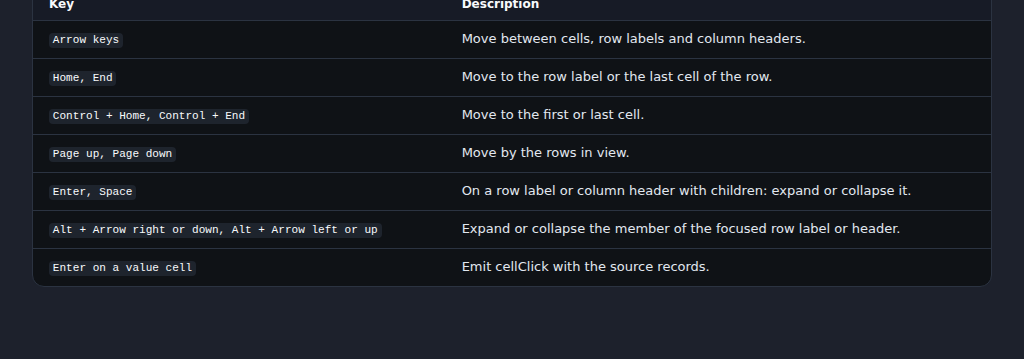 Key Description
Arrow keys Move between cells, row labels and column headers.
Home, End Move to the row label or the last cell of the row.
Control + Home, Control + End Move to the first or last cell.
Page up, Page down Move by the rows in view.
Enter, Space On a row label or column header with children: expand or collapse it.
Alt + Arrow right or down, Alt + Arrow left or up Expand or collapse the member of the focused row label or header.
Enter on a value cell Emit cellClick with the source records.